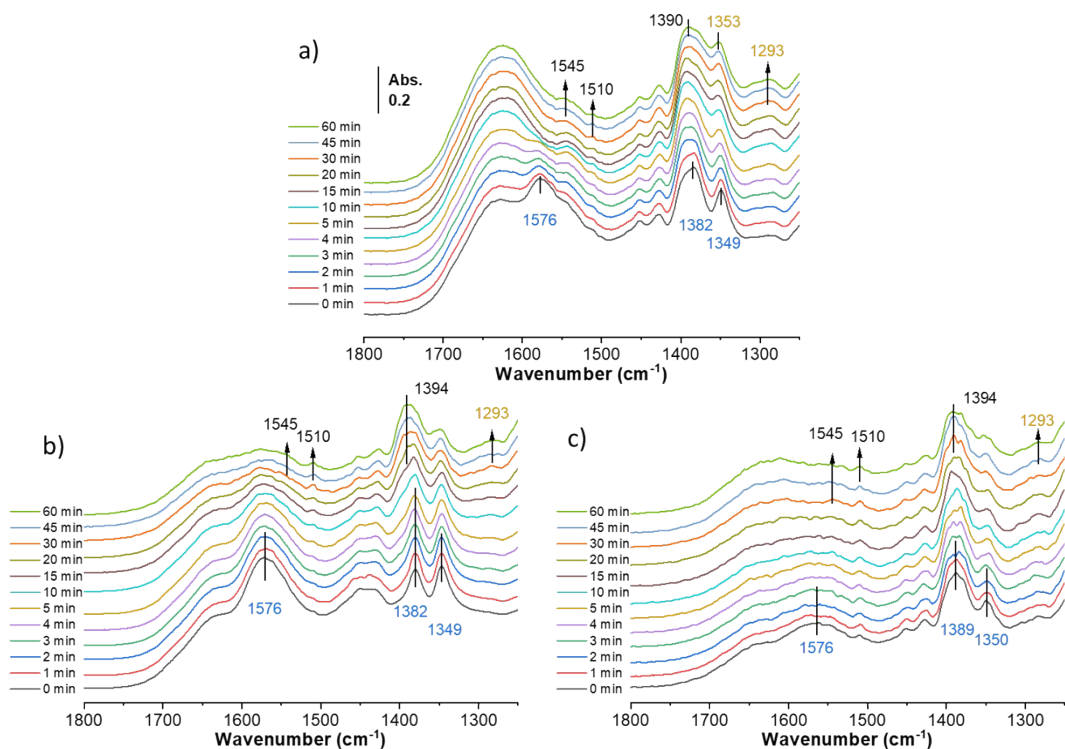 a)
Abs.
0.2
1545
1510
1390
1353
1293
60 min
45 min
30 min
20 min
15 min
10 min
5 min
4 min
3 min
2 min
1 min
0 min
1576
1382
1349
1800 1700 1600 1500 1400 1300
Wavenumber (cm⁻¹)
b)
1545
1510
1394
1293
60 min
45 min
30 min
20 min
15 min
10 min
5 min
4 min
3 min
2 min
1 min
0 min
1576
1382
1349
1800 1700 1600 1500 1400 1300
Wavenumber (cm⁻¹)
c)
1545
1510
1394
1293
60 min
45 min
30 min
20 min
15 min
10 min
5 min
4 min
3 min
2 min
1 min
0 min
1576
1389
1350
1800 1700 1600 1500 1400 1300
Wavenumber (cm⁻¹)